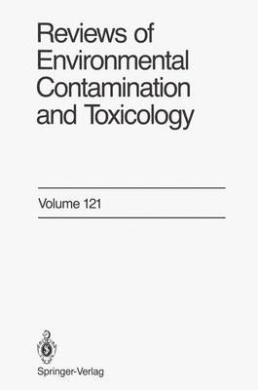 Reviews of
Environmental
Contamination
and Toxicology
Volume 121
Springer-Verlag